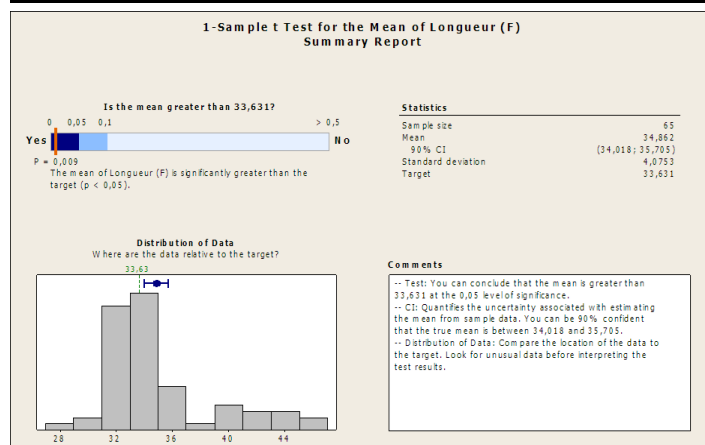 1-Sample t Test for the Mean of Longueur (F)
Summary Report
Is the mean greater than 33,631?
0 0,05 0,1 > 0,5
Yes No
P = 0,009
The mean of Longueur (F) is significantly greater than the
target (p < 0,05).
Statistics
Sample size 65
Mean 34,862
90% CI (34,018; 35,705)
Standard deviation 4,0753
Target 33,631
Distribution of Data
Where are the data relative to the target?
33,63
28 32 36 40 44
Comments
-- Test: You can conclude that the mean is greater than
33,631 at the 0,05 level of significance.
-- CI: Quantifies the uncertainty associated with estimating
the mean from sample data. You can be 90% confident
that the true mean is between 34,018 and 35,705.
-- Distribution of Data: Compare the location of the data to
the target. Look for unusual data before interpreting the
test results.